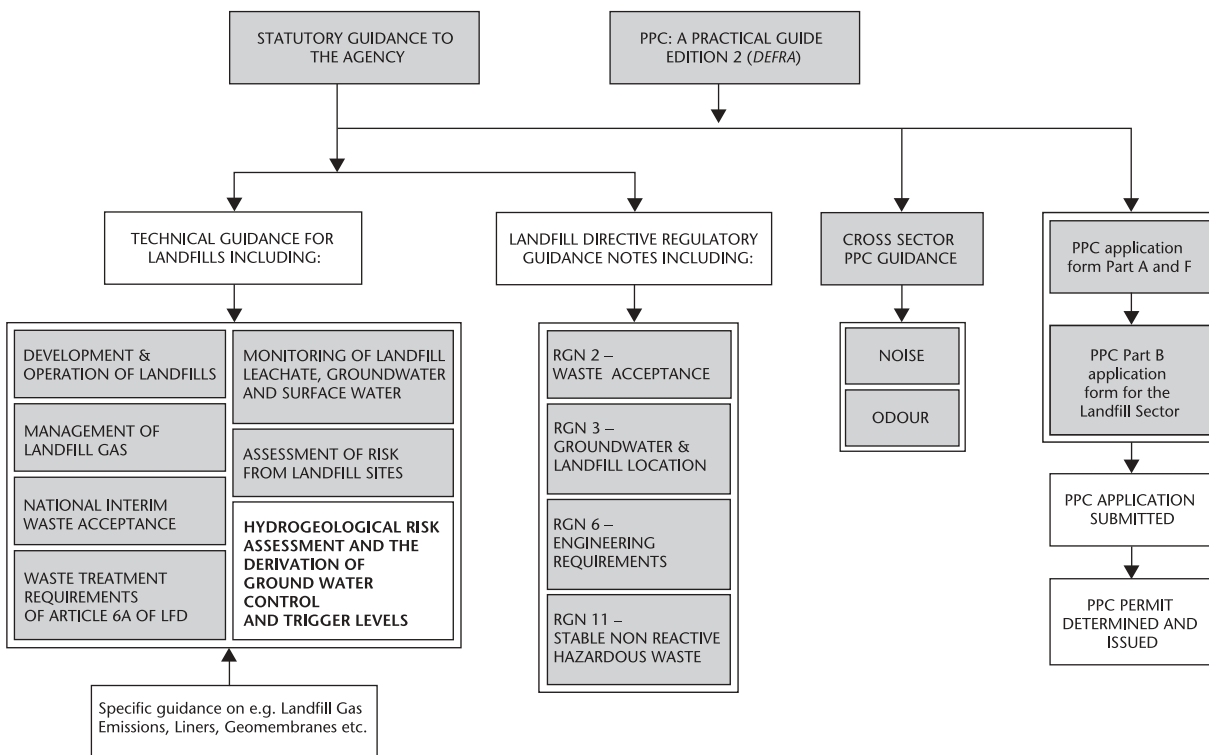 STATUTORY GUIDANCE TO
THE AGENCY
PPC: A PRACTICAL GUIDE
EDITION 2 (DEFRA)
TECHNICAL GUIDANCE FOR
LANDFILLS INCLUDING:
LANDFILL DIRECTIVE REGULATORY
GUIDANCE NOTES INCLUDING:
CROSS SECTOR
PPC GUIDANCE
PPC application
form Part A and F
DEVELOPMENT &
OPERATION OF LANDFILLS
MANAGEMENT OF
LANDFILL GAS
NATIONAL INTERIM
WASTE ACCEPTANCE
WASTE TREATMENT
REQUIREMENTS
OF ARTICLE 6A OF LFD
MONITORING OF LANDFILL
LEACHATE, GROUNDWATER
AND SURFACE WATER
ASSESSMENT OF RISK
FROM LANDFILL SITES
HYDROGEOLOGICAL RISK
ASSESSMENT AND THE
DERIVATION OF
GROUND WATER
CONTROL
AND TRIGGER LEVELS
RGN 2 –
WASTE ACCEPTANCE
RGN 3 –
GROUNDWATER &
LANDFILL LOCATION
RGN 6 –
ENGINEERING
REQUIREMENTS
RGN 11 –
STABLE NON REACTIVE
HAZARDOUS WASTE
NOISE
ODOUR
PPC Part B
application
form for the
Landfill Sector
PPC APPLICATION
SUBMITTED
PPC PERMIT
DETERMINED AND
ISSUED
Specific guidance on e.g. Landfill Gas
Emissions, Liners, Geomembranes etc.